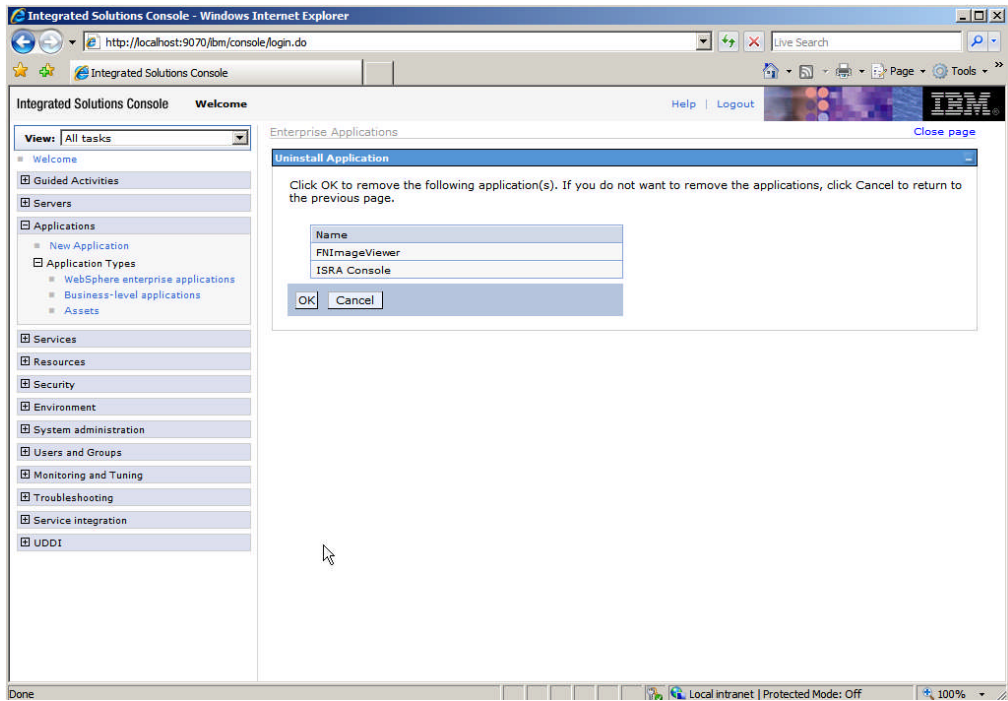 Integrated Solutions Console - Windows Internet Explorer
http://localhost:9070/ibm/console/login.do
Live Search
Integrated Solutions Console
Page
Tools
»
Integrated Solutions Console Welcome
Help | Logout
IBM®
View: All tasks
Welcome
Guided Activities
Servers
Applications
New Application
Application Types
WebSphere enterprise applications
Business-level applications
Assets
Services
Resources
Security
Environment
System administration
Users and Groups
Monitoring and Tuning
Troubleshooting
Service integration
UDDI
Enterprise Applications
Close page
Uninstall Application
Click OK to remove the following application(s). If you do not want to remove the applications, click Cancel to return to
the previous page.
Name
FNImageViewer
ISRA Console
OK Cancel
Done
Local intranet | Protected Mode: Off
100%